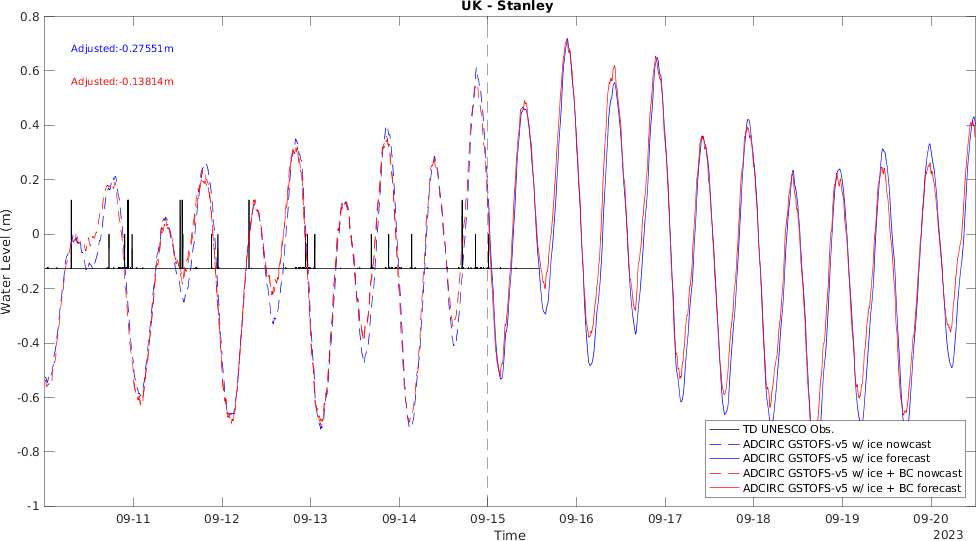 UK - Stanley
Adjusted:-0.27551m
Adjusted:-0.13814m
0.8
0.6
0.4
0.2
0
-0.2
-0.4
-0.6
-0.8
-1
Water Level (m)
TD UNESCO Obs.
ADCIRC GSTOFS-v5 w/ ice nowcast
ADCIRC GSTOFS-v5 w/ ice forecast
ADCIRC GSTOFS-v5 w/ ice + BC nowcast
ADCIRC GSTOFS-v5 w/ ice + BC forecast
09-11 09-12 09-13 09-14 09-15 09-16 09-17 09-18 09-19 09-20
Time
2023